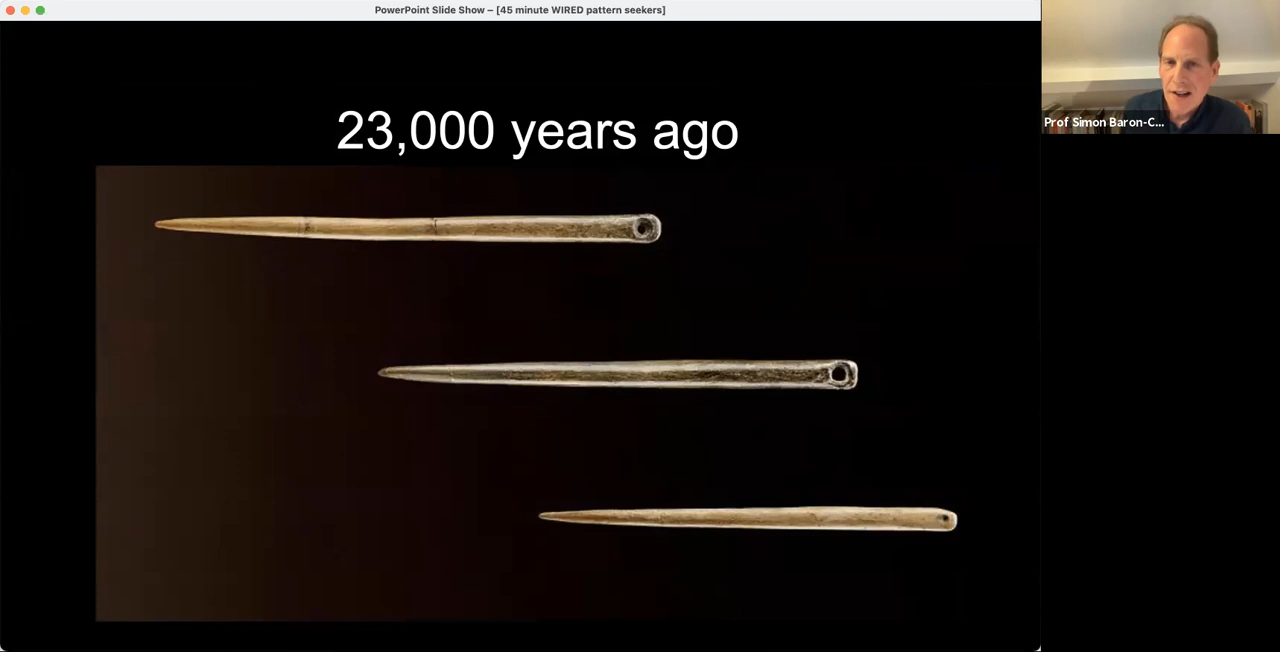 PowerPoint Slide Show – [45 minute WIRED pattern seekers]
23,000 years ago
Prof Simon Baron-C...